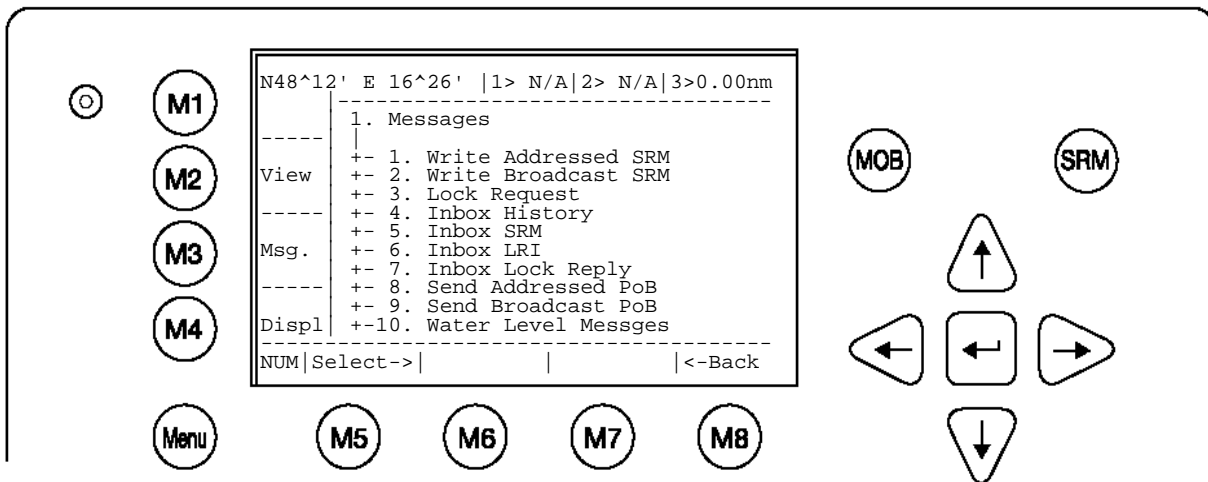 N48^12' E 16^26' |1> N/A|2> N/A|3>0.00nm
1. Messages
+- 1. Write Addressed SRM
View +- 2. Write Broadcast SRM
+- 3. Lock Request
+- 4. Inbox History
+- 5. Inbox SRM
Msg. +- 6. Inbox LRI
+- 7. Inbox Lock Reply
+- 8. Send Addressed PoB
+- 9. Send Broadcast PoB
Displ +-10. Water Level Messges
NUM|Select->| | |<-Back
M1
M2
M3
M4
Menu
M5
M6
M7
M8
MOB
SRM